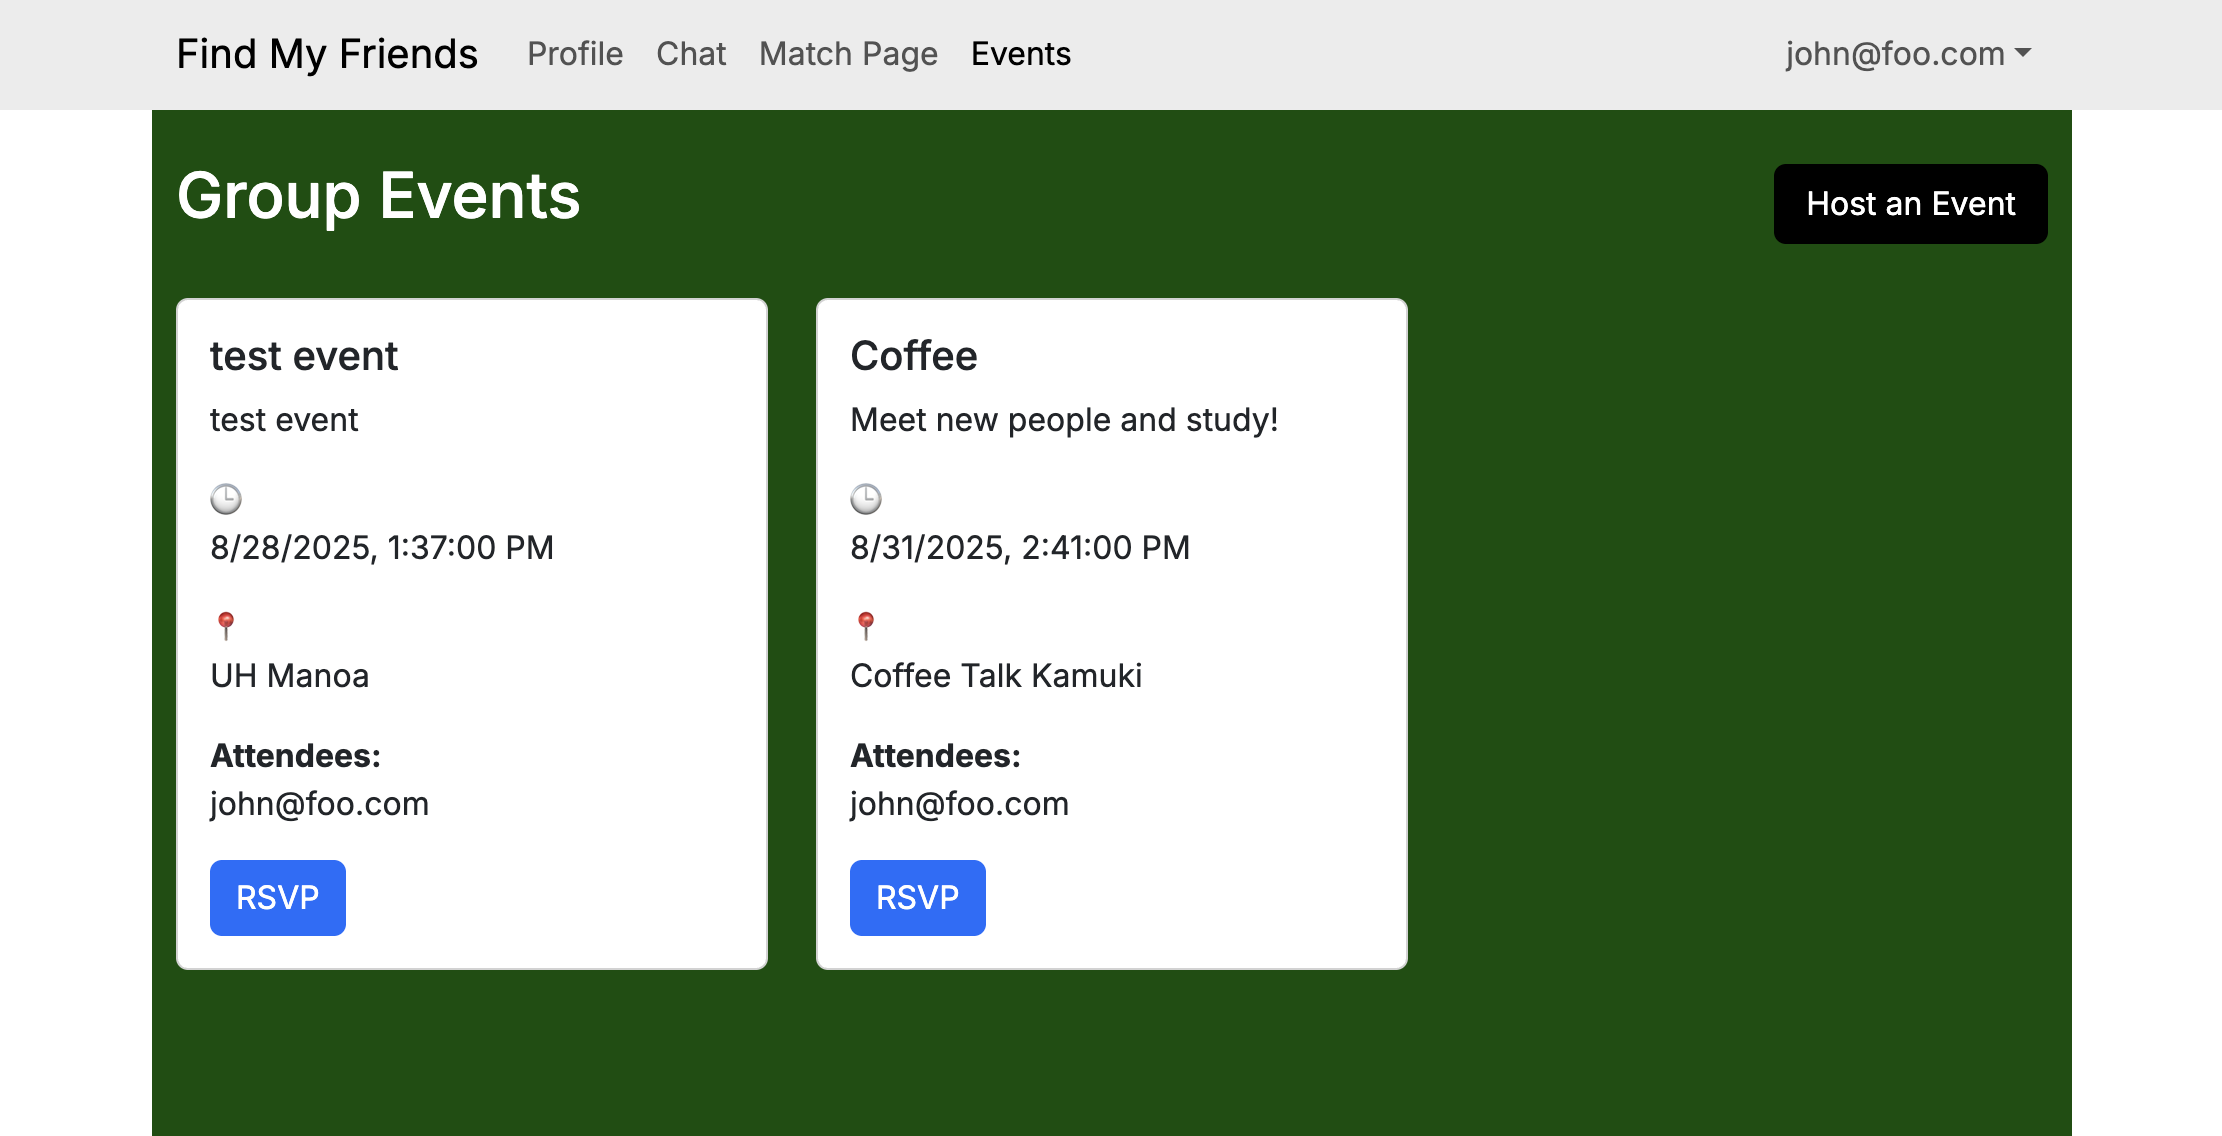 Find My Friends Profile Chat Match Page Events john@foo.com
Group Events
Host an Event
test event
test event
8/28/2025, 1:37:00 PM
UH Manoa
Attendees:
john@foo.com
RSVP
Coffee
Meet new people and study!
8/31/2025, 2:41:00 PM
Coffee Talk Kamuki
Attendees:
john@foo.com
RSVP